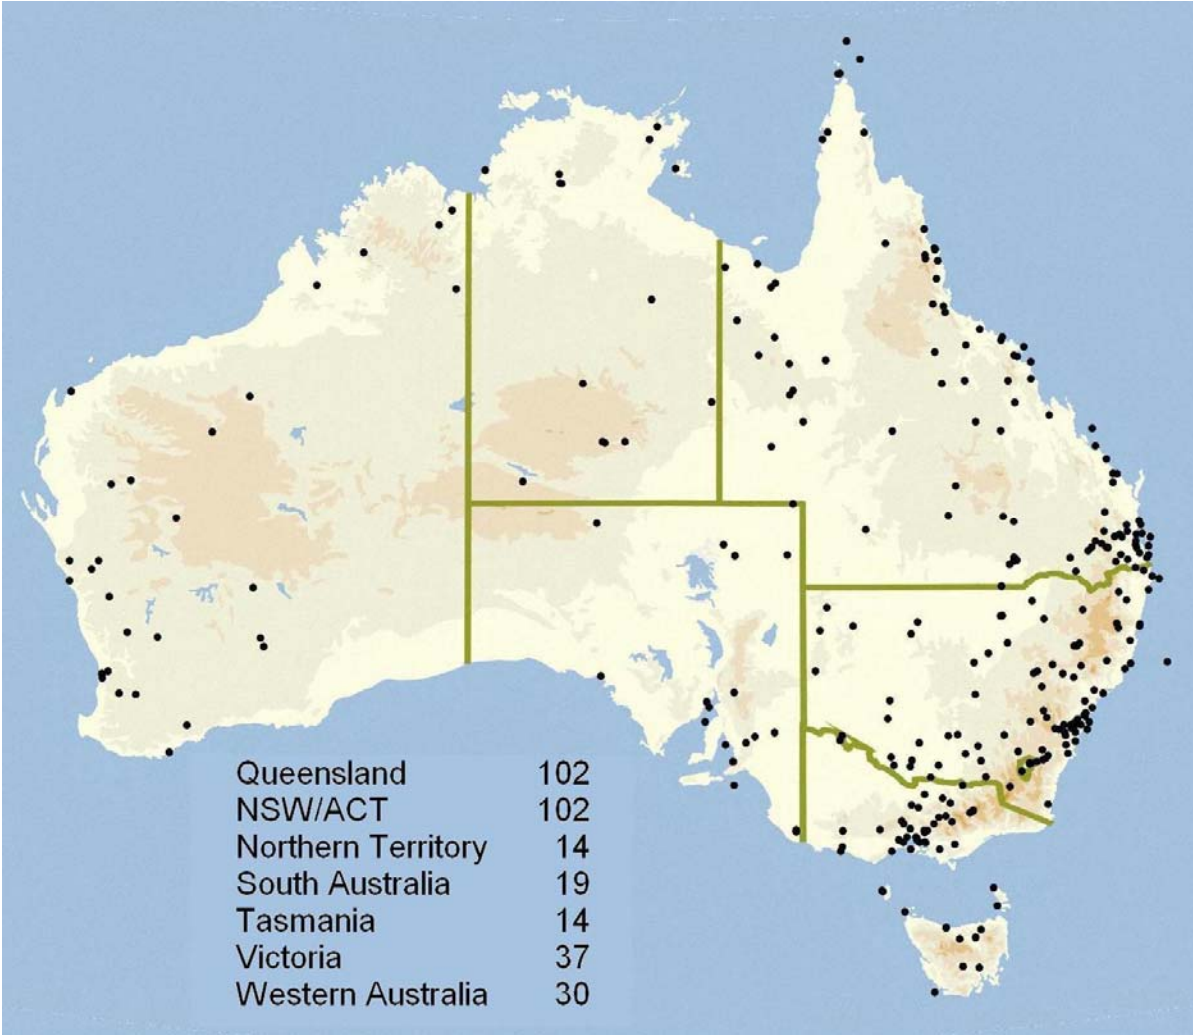 Queensland 102
NSW/ACT 102
Northern Territory 14
South Australia 19
Tasmania 14
Victoria 37
Western Australia 30